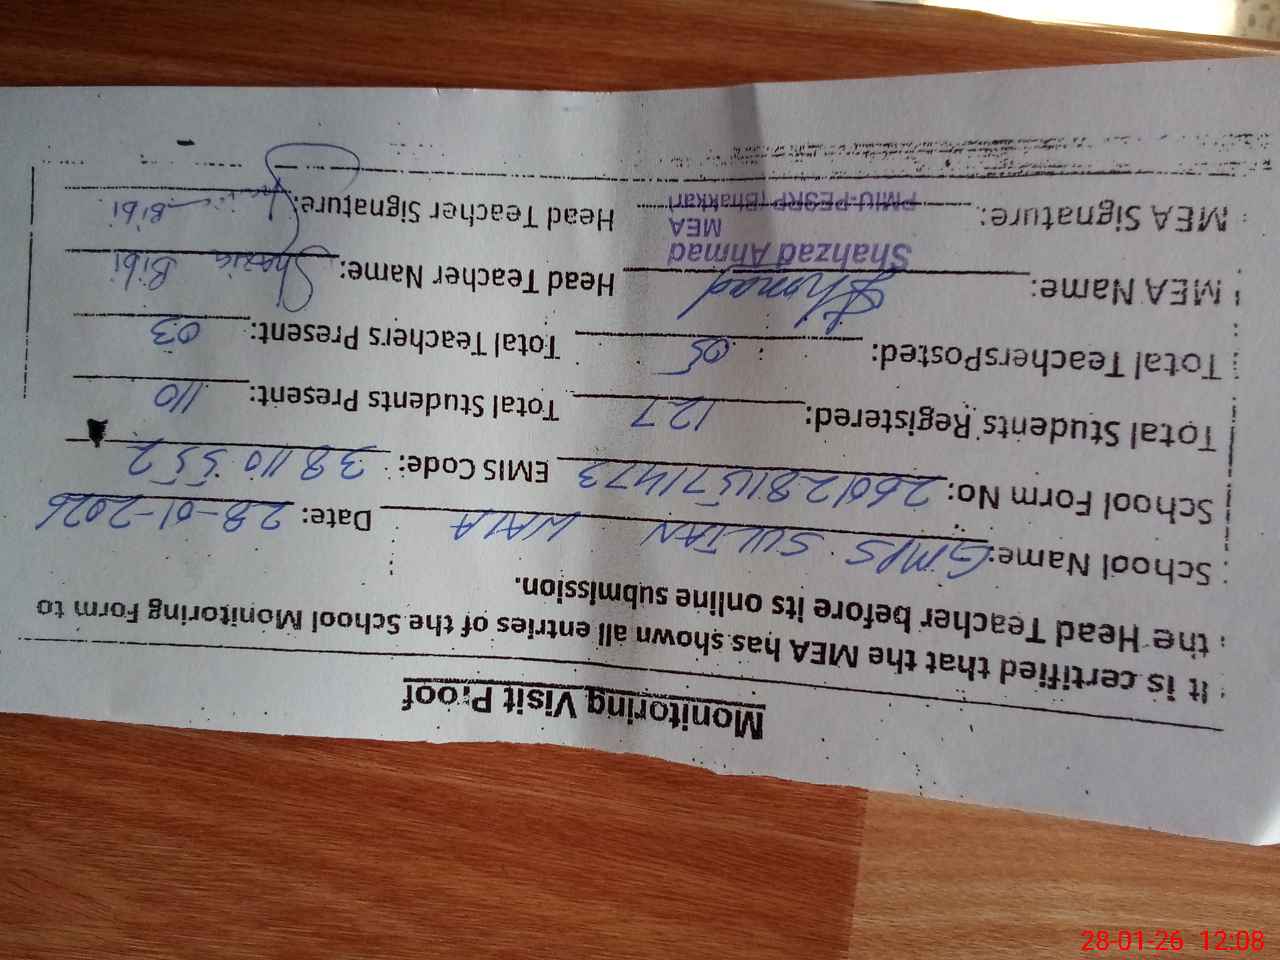 Monitoring Visit Proof
It is certified that the MEA has shown all entries of the School Monitoring Form to
the Head Teacher before its online submission.
School Name: GMPS SULTAN WALA Date: 28-01-2026
School Form No: EMIS Code: 38110552
Total Students Registered: 127 Total Students Present: 110
Total TeachersPosted: 05 Total Teachers Present: 03
MEA Name: Ahmad Head Teacher Name: Shazia Bibi
Shahzad Ahmad
MEA
MEA Signature: PMIU-PESRP (Bhakkar) Head Teacher Signature: Bibi
28-01-26 12:08